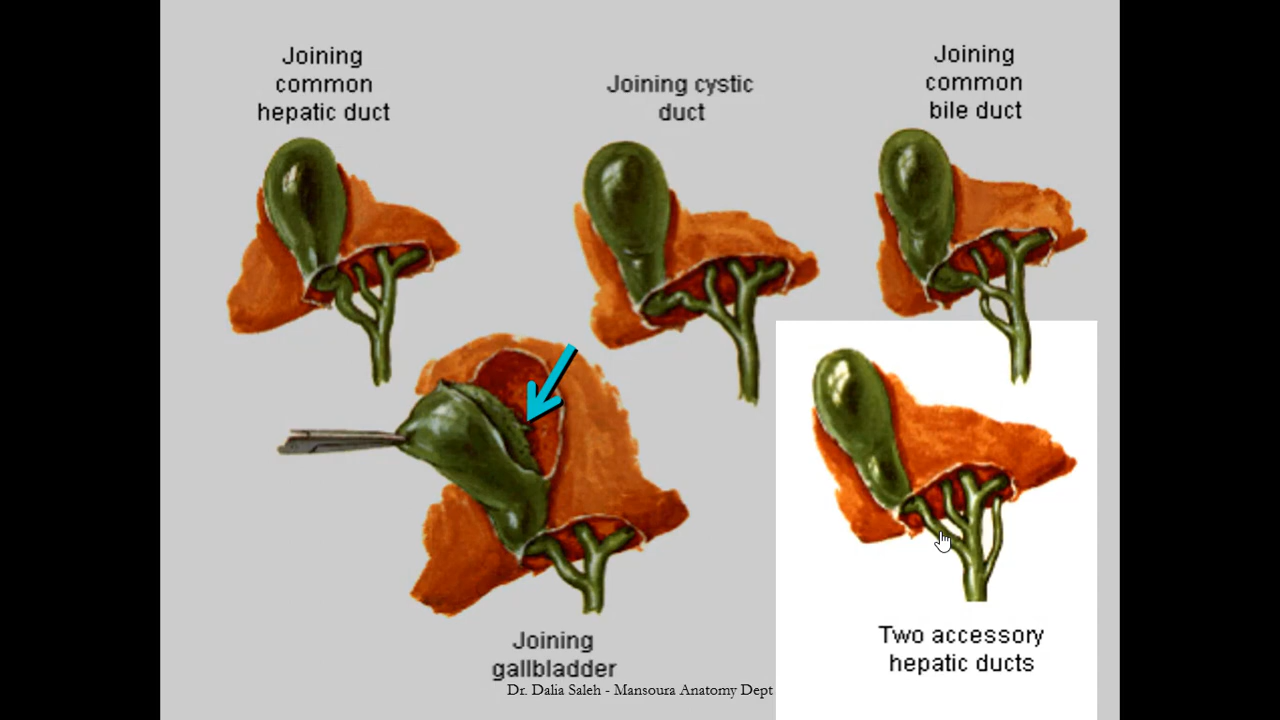 Joining
common
hepatic duct
Joining cystic
duct
Joining
common
bile duct
Joining
gallbladder
Two accessory
hepatic ducts
Dr. Dalia Saleh - Mansoura Anatomy Dept